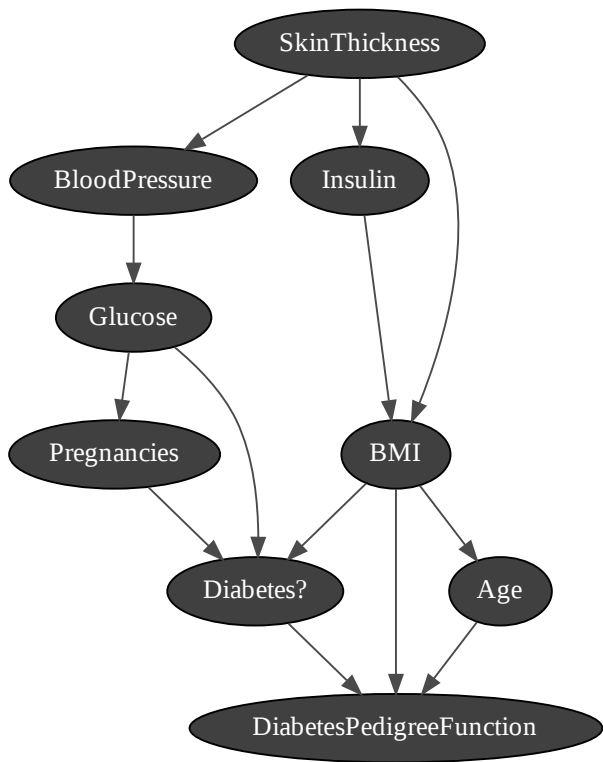 SkinThickness
BloodPressure
Insulin
Glucose
Pregnancies
BMI
Diabetes?
Age
DiabetesPedigreeFunction